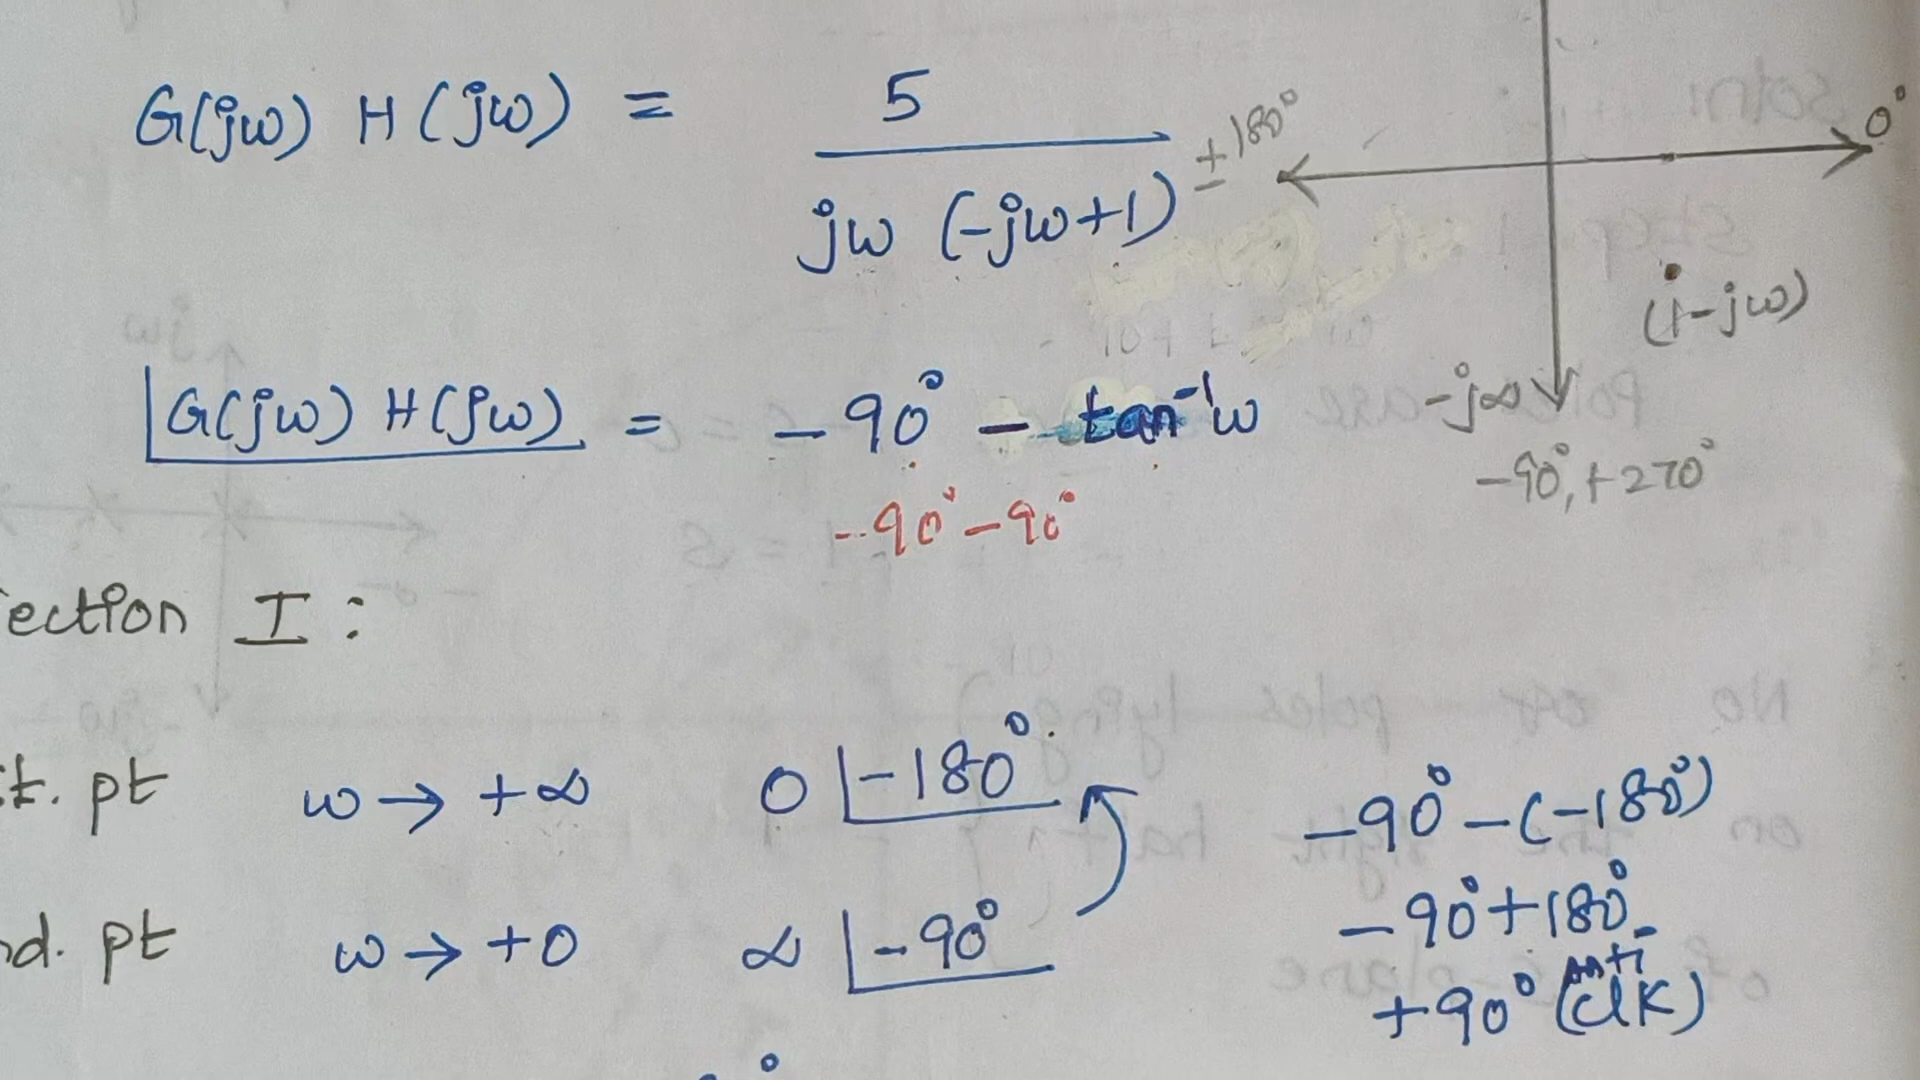 G(jω) H(jω) = 5
jω (-jω+1)
±180°
0°
(1-jω)
-j∞
-90°, +270°
G(jω) H(jω) = -90° - tan⁻¹ω
-90° - 90°
ection I :
t. pt ω → +∞ 0 |-180°
d. pt ω → +0 ∞ |-90°
-90° - (-180°)
-90° + 180°
+90° (anti clk)